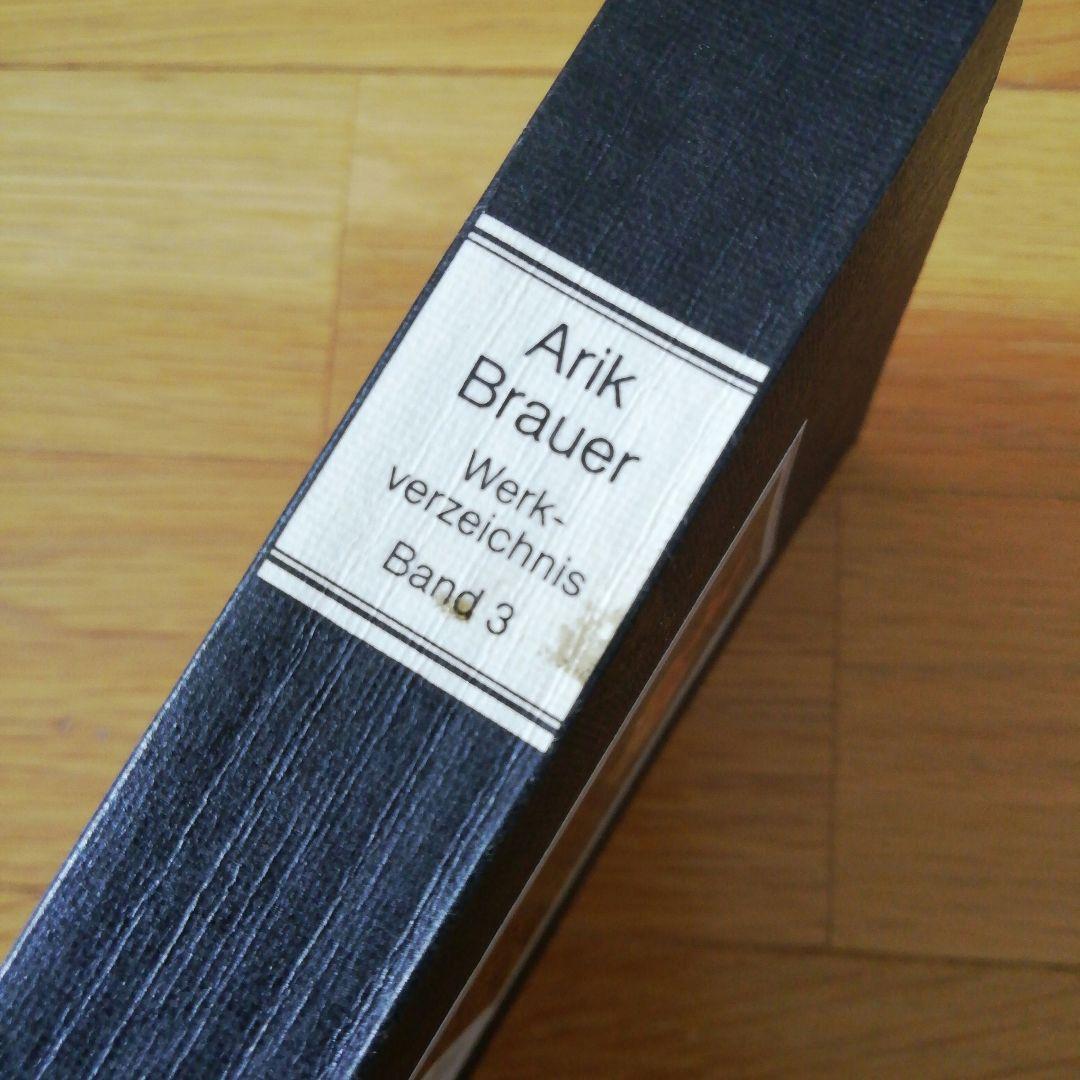 Arik
Brauer
Werk-
verzeichnis
Band 3